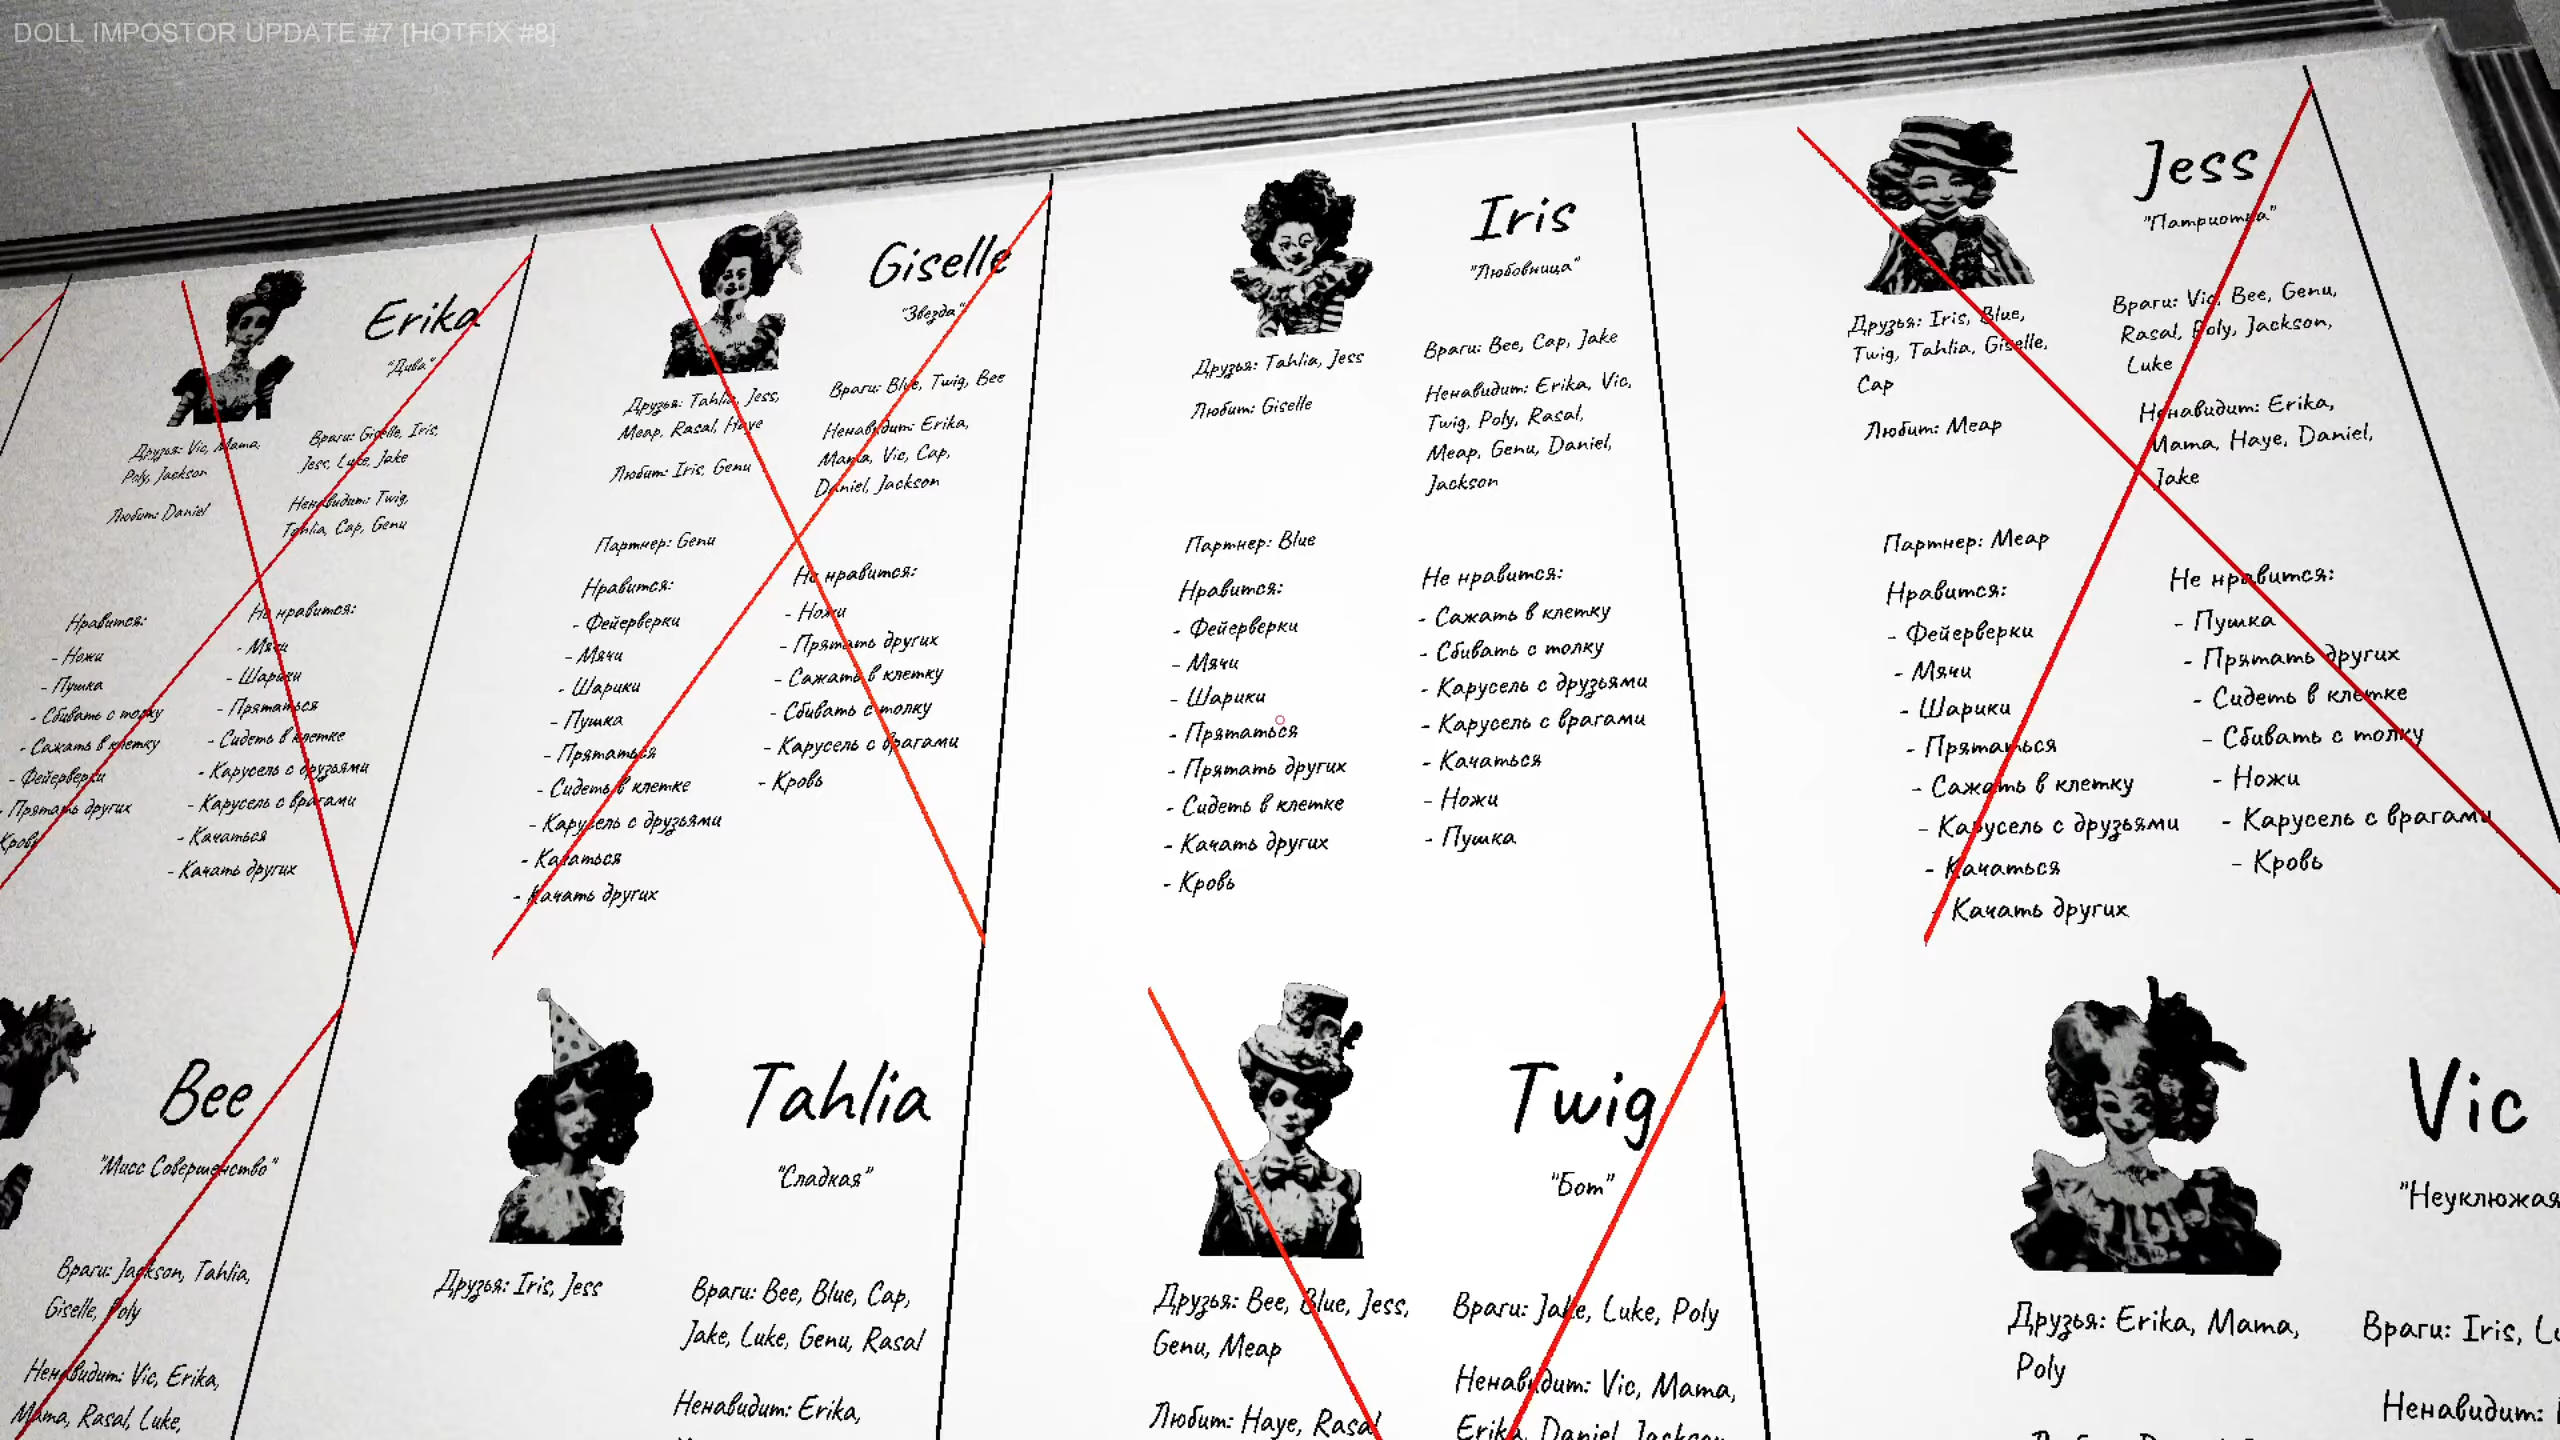 DOLL IMPOSTOR UPDATE #7 [HOTFIX #8]
Erika
"Дива"
Друзья: Vic, Mama,
Poly, Jackson
Любит: Daniel
Враги: Giselle, Iris,
Jess, Luke, Jake
Ненавидит: Twig,
Tahlia, Cap, Genu
Нравится:
- Ножи
- Пушка
- Сбивать с толку
- Сажать в клетку
- Фейерверки
- Прятать других
Кровь
Не нравится:
- Мячи
- Шарики
- Прятаться
- Сидеть в клетке
- Карусель с друзьями
- Карусель с врагами
- Качаться
- Качать других
Giselle
"Звезда"
Друзья: Tahlia, Jess,
Meap, Rasal, Haye
Любит: Iris, Genu
Враги: Blue, Twig, Bee
Ненавидит: Erika,
Mama, Vic, Cap,
Daniel, Jackson
Партнер: Genu
Нравится:
- Фейерверки
- Мячи
- Шарики
- Пушка
- Прятаться
- Сидеть в клетке
- Карусель с друзьями
- Качаться
- Качать других
Не нравится:
- Ножи
- Прятать других
- Сажать в клетку
- Сбивать с толку
- Карусель с врагами
- Кровь
Iris
"Любовница"
Друзья: Tahlia, Jess
Любит: Giselle
Враги: Bee, Cap, Jake
Ненавидит: Erika, Vic,
Twig, Poly, Rasal,
Meap, Genu, Daniel,
Jackson
Партнер: Blue
Нравится:
- Фейерверки
- Мячи
- Шарики
- Прятаться
- Прятать других
- Сидеть в клетке
- Качать других
- Кровь
Не нравится:
- Сажать в клетку
- Сбивать с толку
- Карусель с друзьями
- Карусель с врагами
- Качаться
- Ножи
- Пушка
Jess
"Патриотка"
Друзья: Iris, Blue,
Twig, Tahlia, Giselle,
Cap
Любит: Meap
Враги: Vic, Bee, Genu,
Rasal, Poly, Jackson,
Luke
Ненавидит: Erika,
Mama, Haye, Daniel,
Jake
Партнер: Meap
Нравится:
- Фейерверки
- Мячи
- Шарики
- Прятаться
- Сажать в клетку
- Карусель с друзьями
- Качаться
- Качать других
Не нравится:
- Пушка
- Прятать других
- Сидеть в клетке
- Сбивать с толку
- Ножи
- Карусель с врагами
- Кровь
Bee
"Мисс Совершенство"
Враги: Jackson, Tahlia,
Giselle, Poly
Ненавидит: Vic, Erika,
Mama, Rasal, Luke,
Tahlia
"Сладкая"
Друзья: Iris, Jess
Враги: Bee, Blue, Cap,
Jake, Luke, Genu, Rasal
Ненавидит: Erika,
Twig
"Бот"
Друзья: Bee, Blue, Jess,
Genu, Meap
Любит: Haye, Rasal
Враги: Jake, Luke, Poly
Ненавидит: Vic, Mama,
Erika, Daniel, Jackson
Vic
"Неуклюжая
Друзья: Erika, Mama,
Poly
Враги: Iris,
Ненавидит: